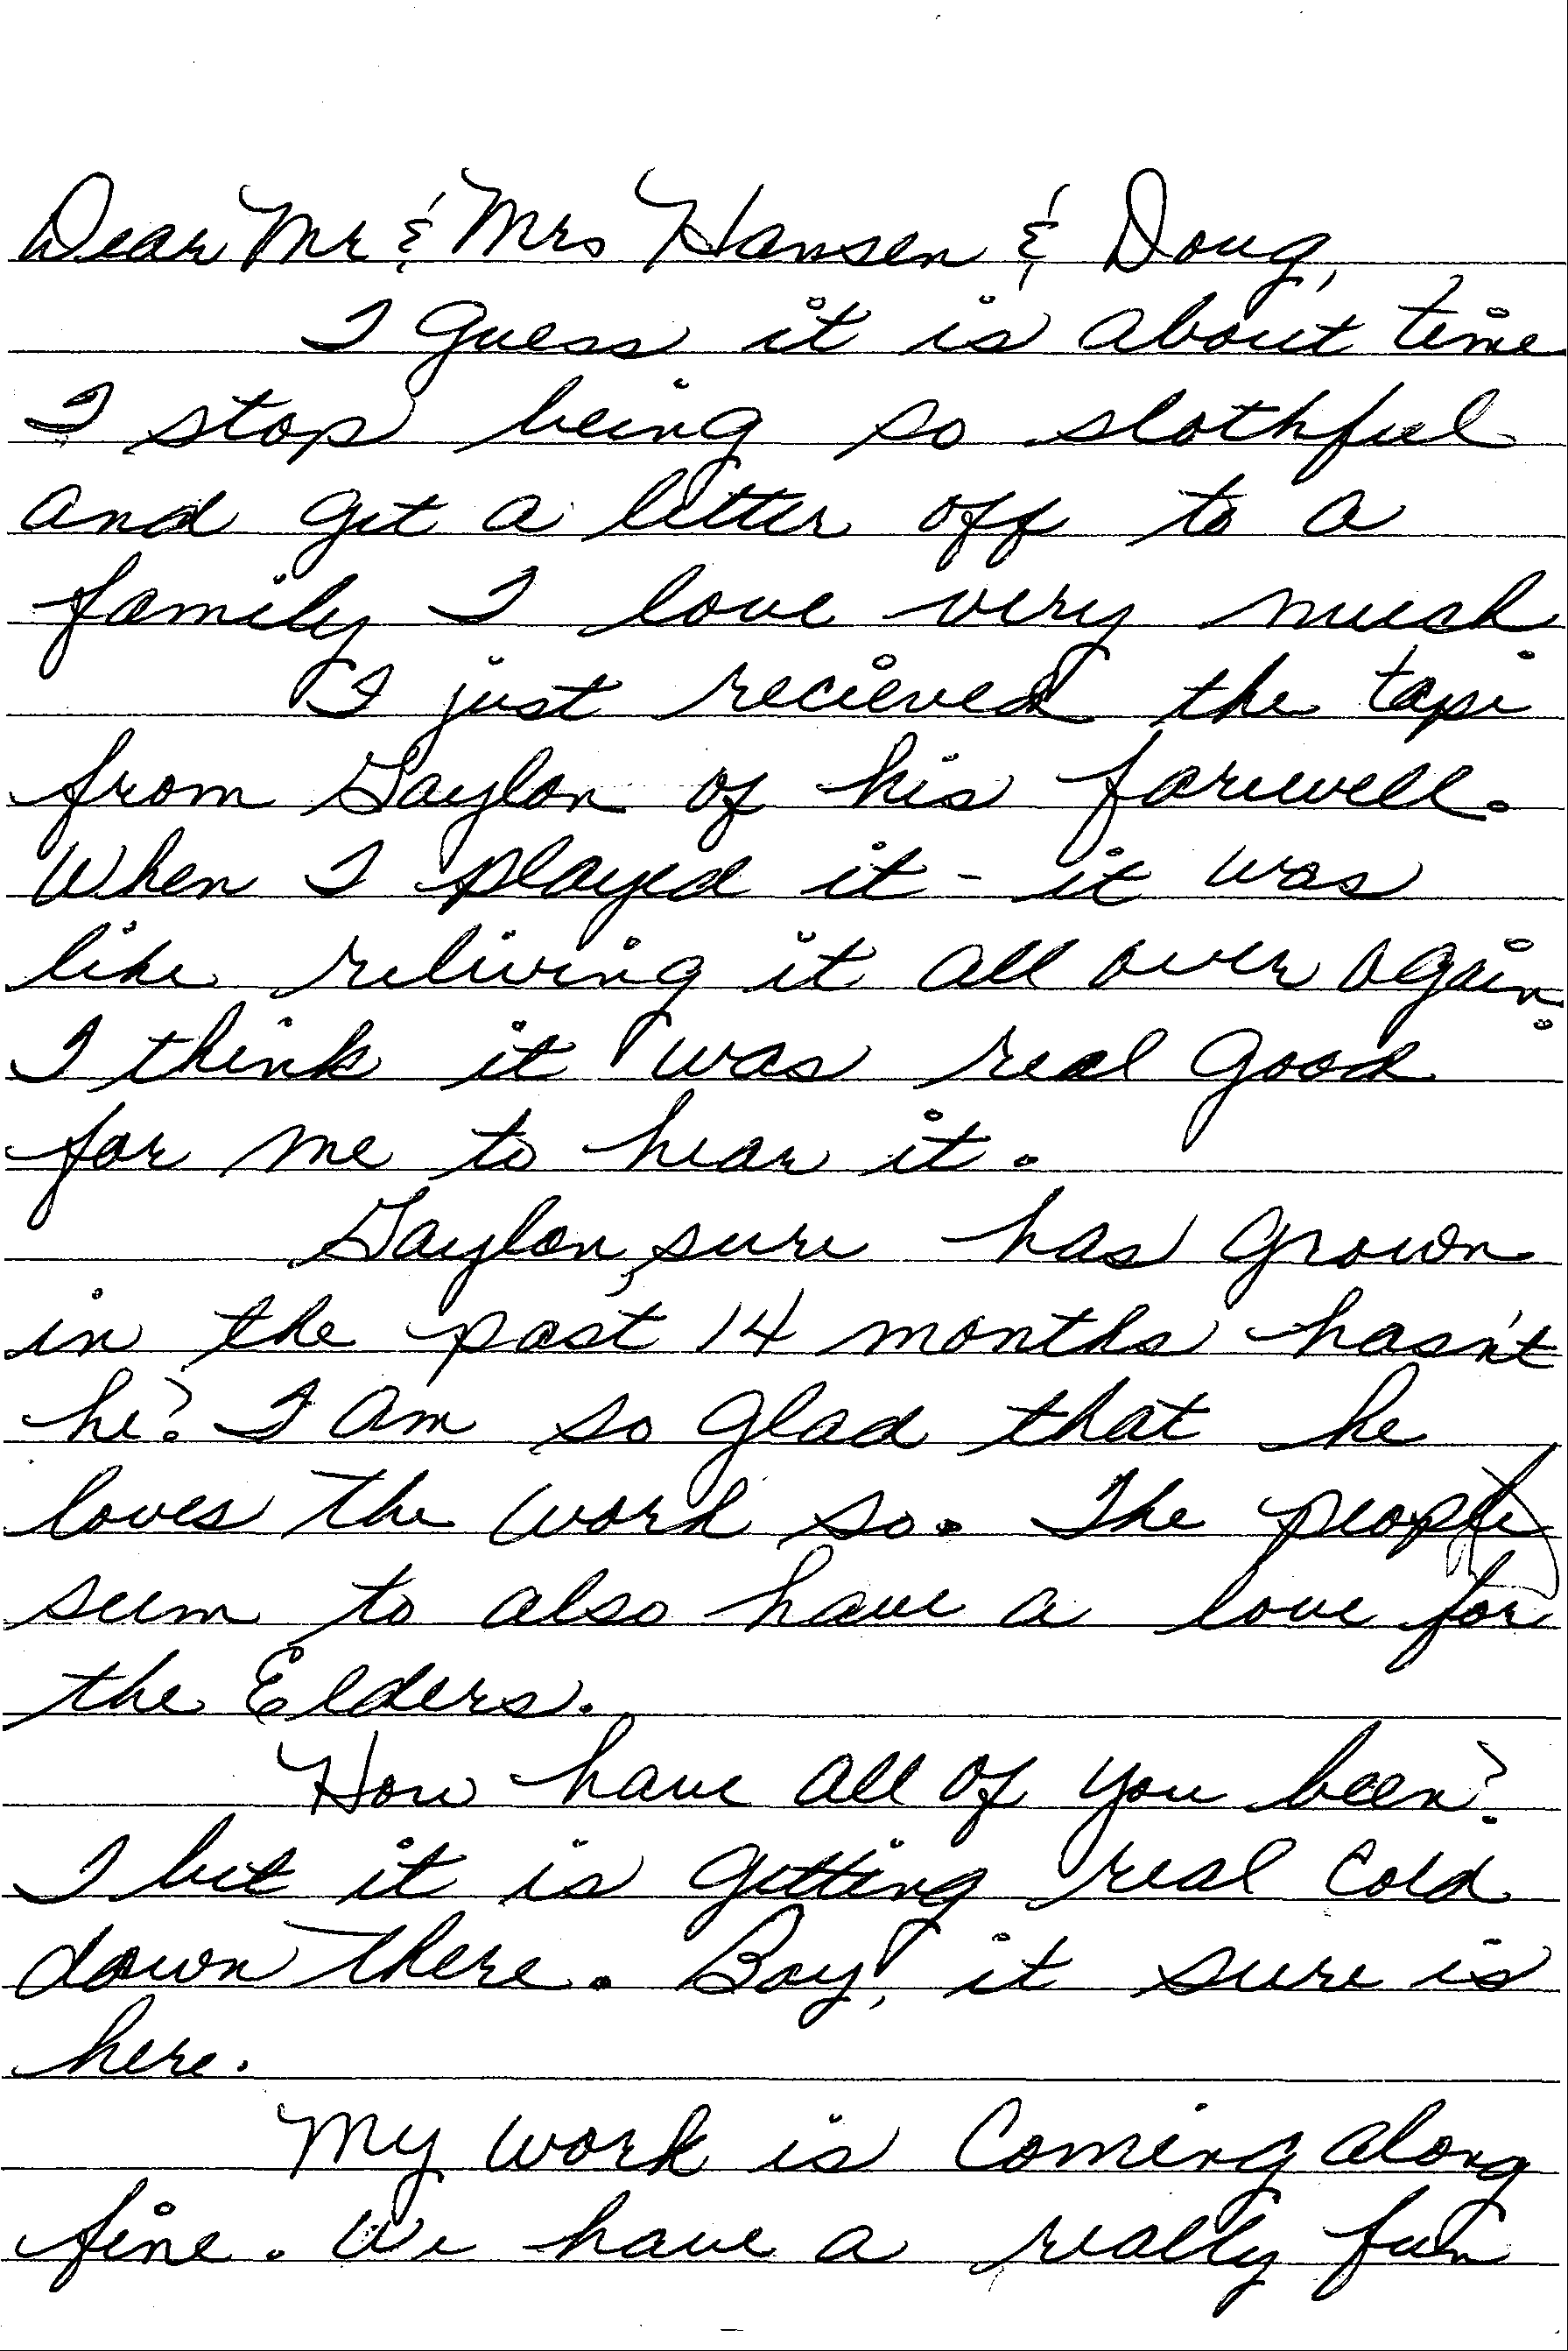 Dear Mr & Mrs Hansen & Doug,
I guess it is about time
I stop being so slothful
and get a letter off to a
family I love very much.
I just recieved the tape
from Gaylon of his farewell.
When I played it - it was
like reliving it all over again.
I think it was real good
for me to hear it.
Gaylon, sure has grown
in the past 14 months hasn't
he? I am so glad that he
loves the work so. The people
seem to also have a love for
the Elders.
How have all of you been?
I bet it is getting real cold
down there. Boy, it sure is
here.
My work is coming along
fine. We have a really fun